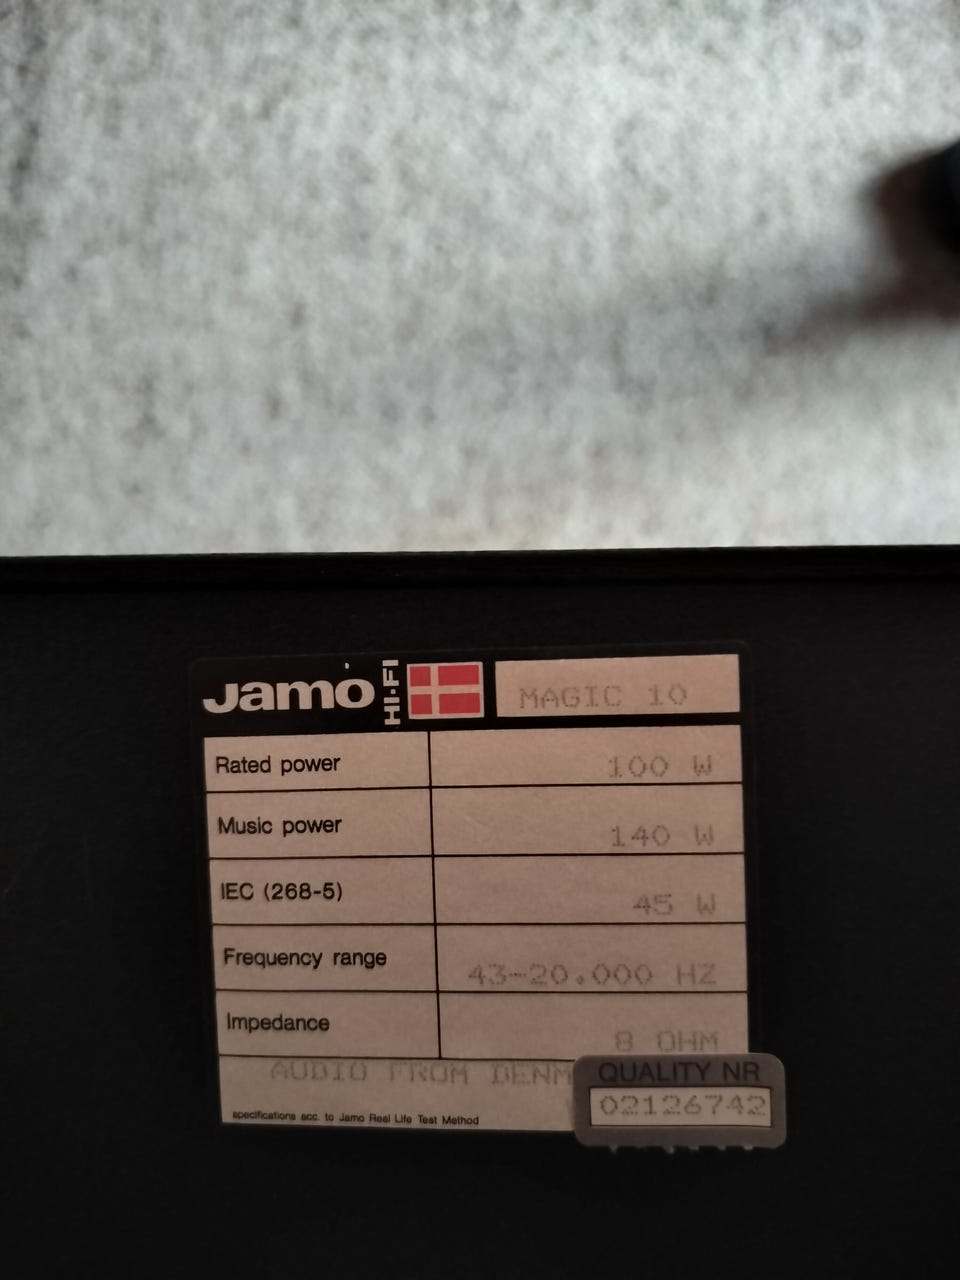 Jamo HI-FI MAGIC 10
Rated power 100 W
Music power 140 W
IEC (268-5) 45 W
Frequency range 43-20.000 HZ
Impedance 8 OHM
AUDIO FROM DENM
QUALITY NR
02126742
specifications acc. to Jamo Real Life Test Method